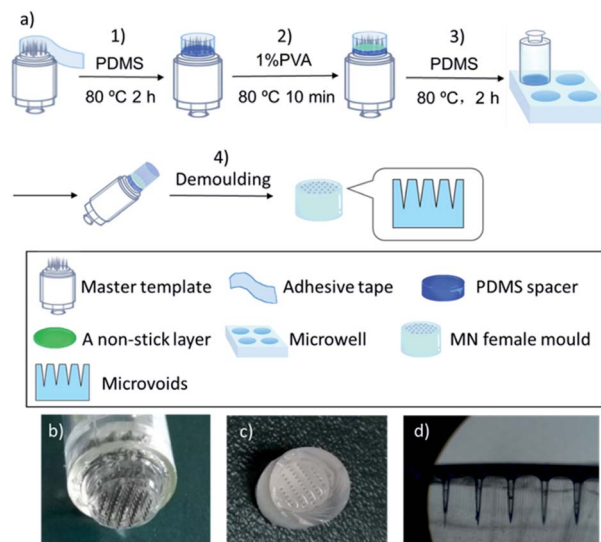 a)
1)
PDMS
80 ºC 2 h
2)
1%PVA
80 ºC 10 min
3)
PDMS
80 ºC, 2 h
4)
Demoulding
Master template
Adhesive tape
PDMS spacer
A non-stick layer
Microwell
MN female mould
Microvoids
b)
c)
d)